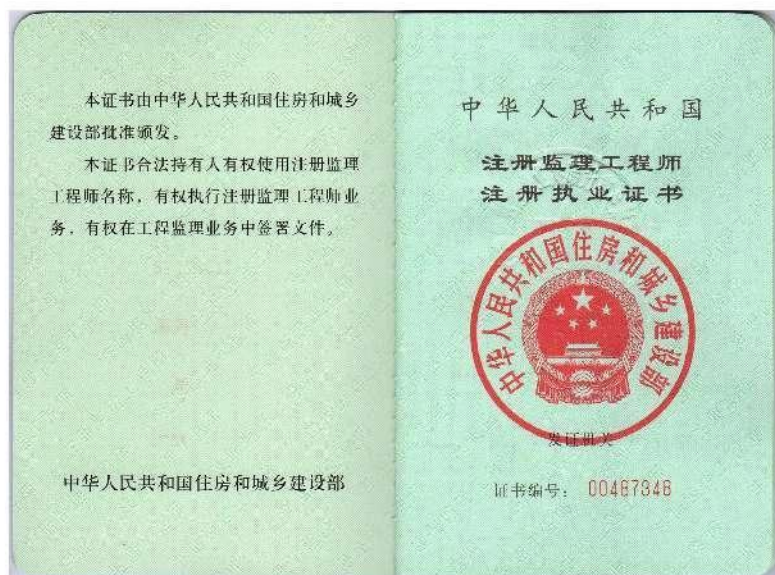 本证书由中华人民共和国住房和城乡
建设部批准颁发。
本证书合法持有人有权使用注册监理
工程师名称，有权执行注册监理工程师业
务，有权在工程监理业务中签署文件。
中华人民共和国住房和城乡建设部
中华人民共和国
注册监理工程师
注册执业证书
中华人民共和国住房和城乡建设部
发证机关
证书编号： 00467346